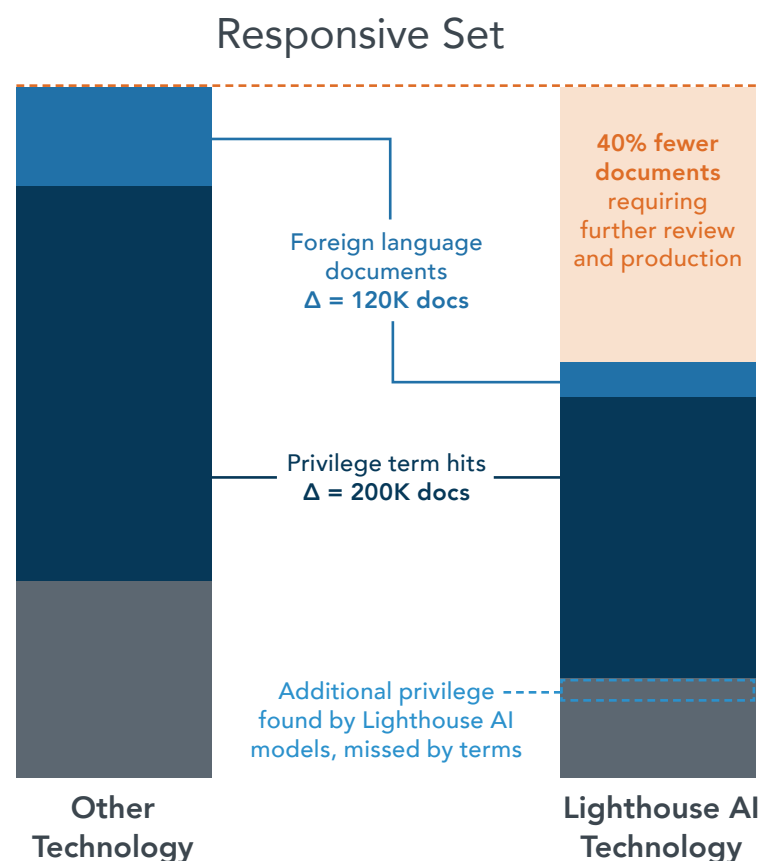 Responsive Set
40% fewer
documents
requiring
further review
and production
Foreign language
documents
Δ = 120K docs
Privilege term hits
Δ = 200K docs
Additional privilege
found by Lighthouse AI
models, missed by terms
Other
Technology
Lighthouse AI
Technology